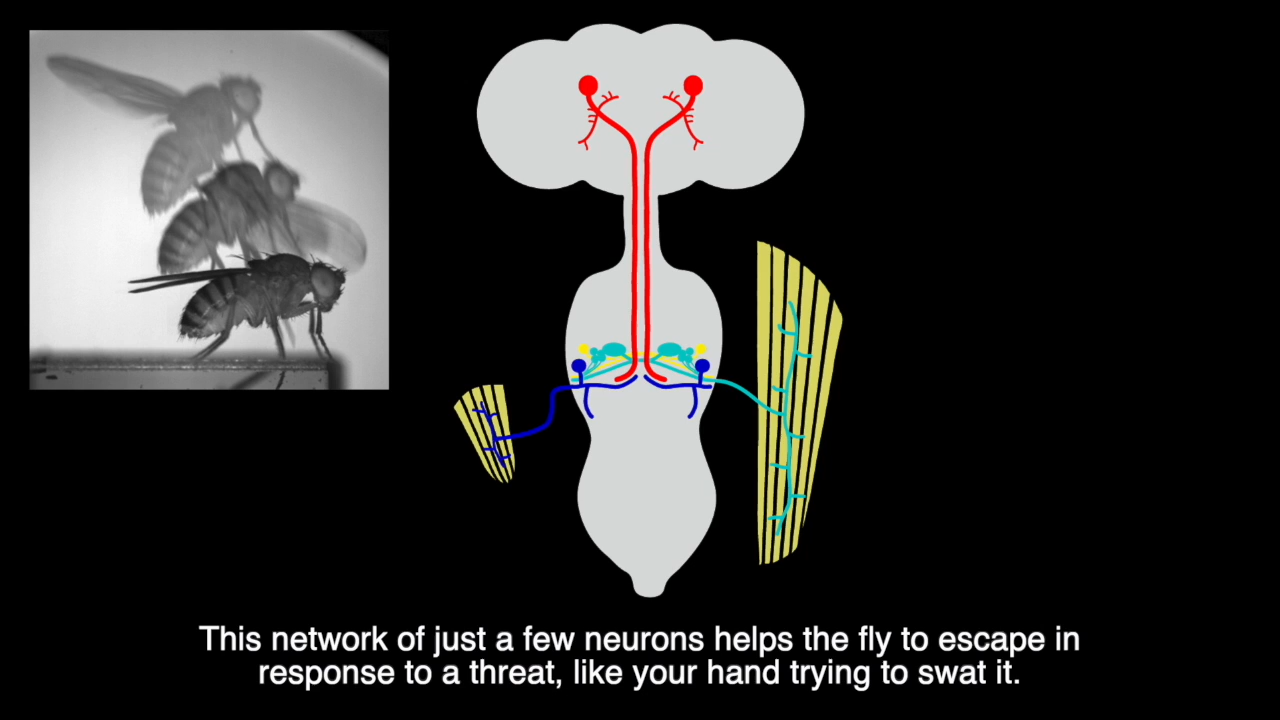 This network of just a few neurons helps the fly to escape in
response to a threat, like your hand trying to swat it.